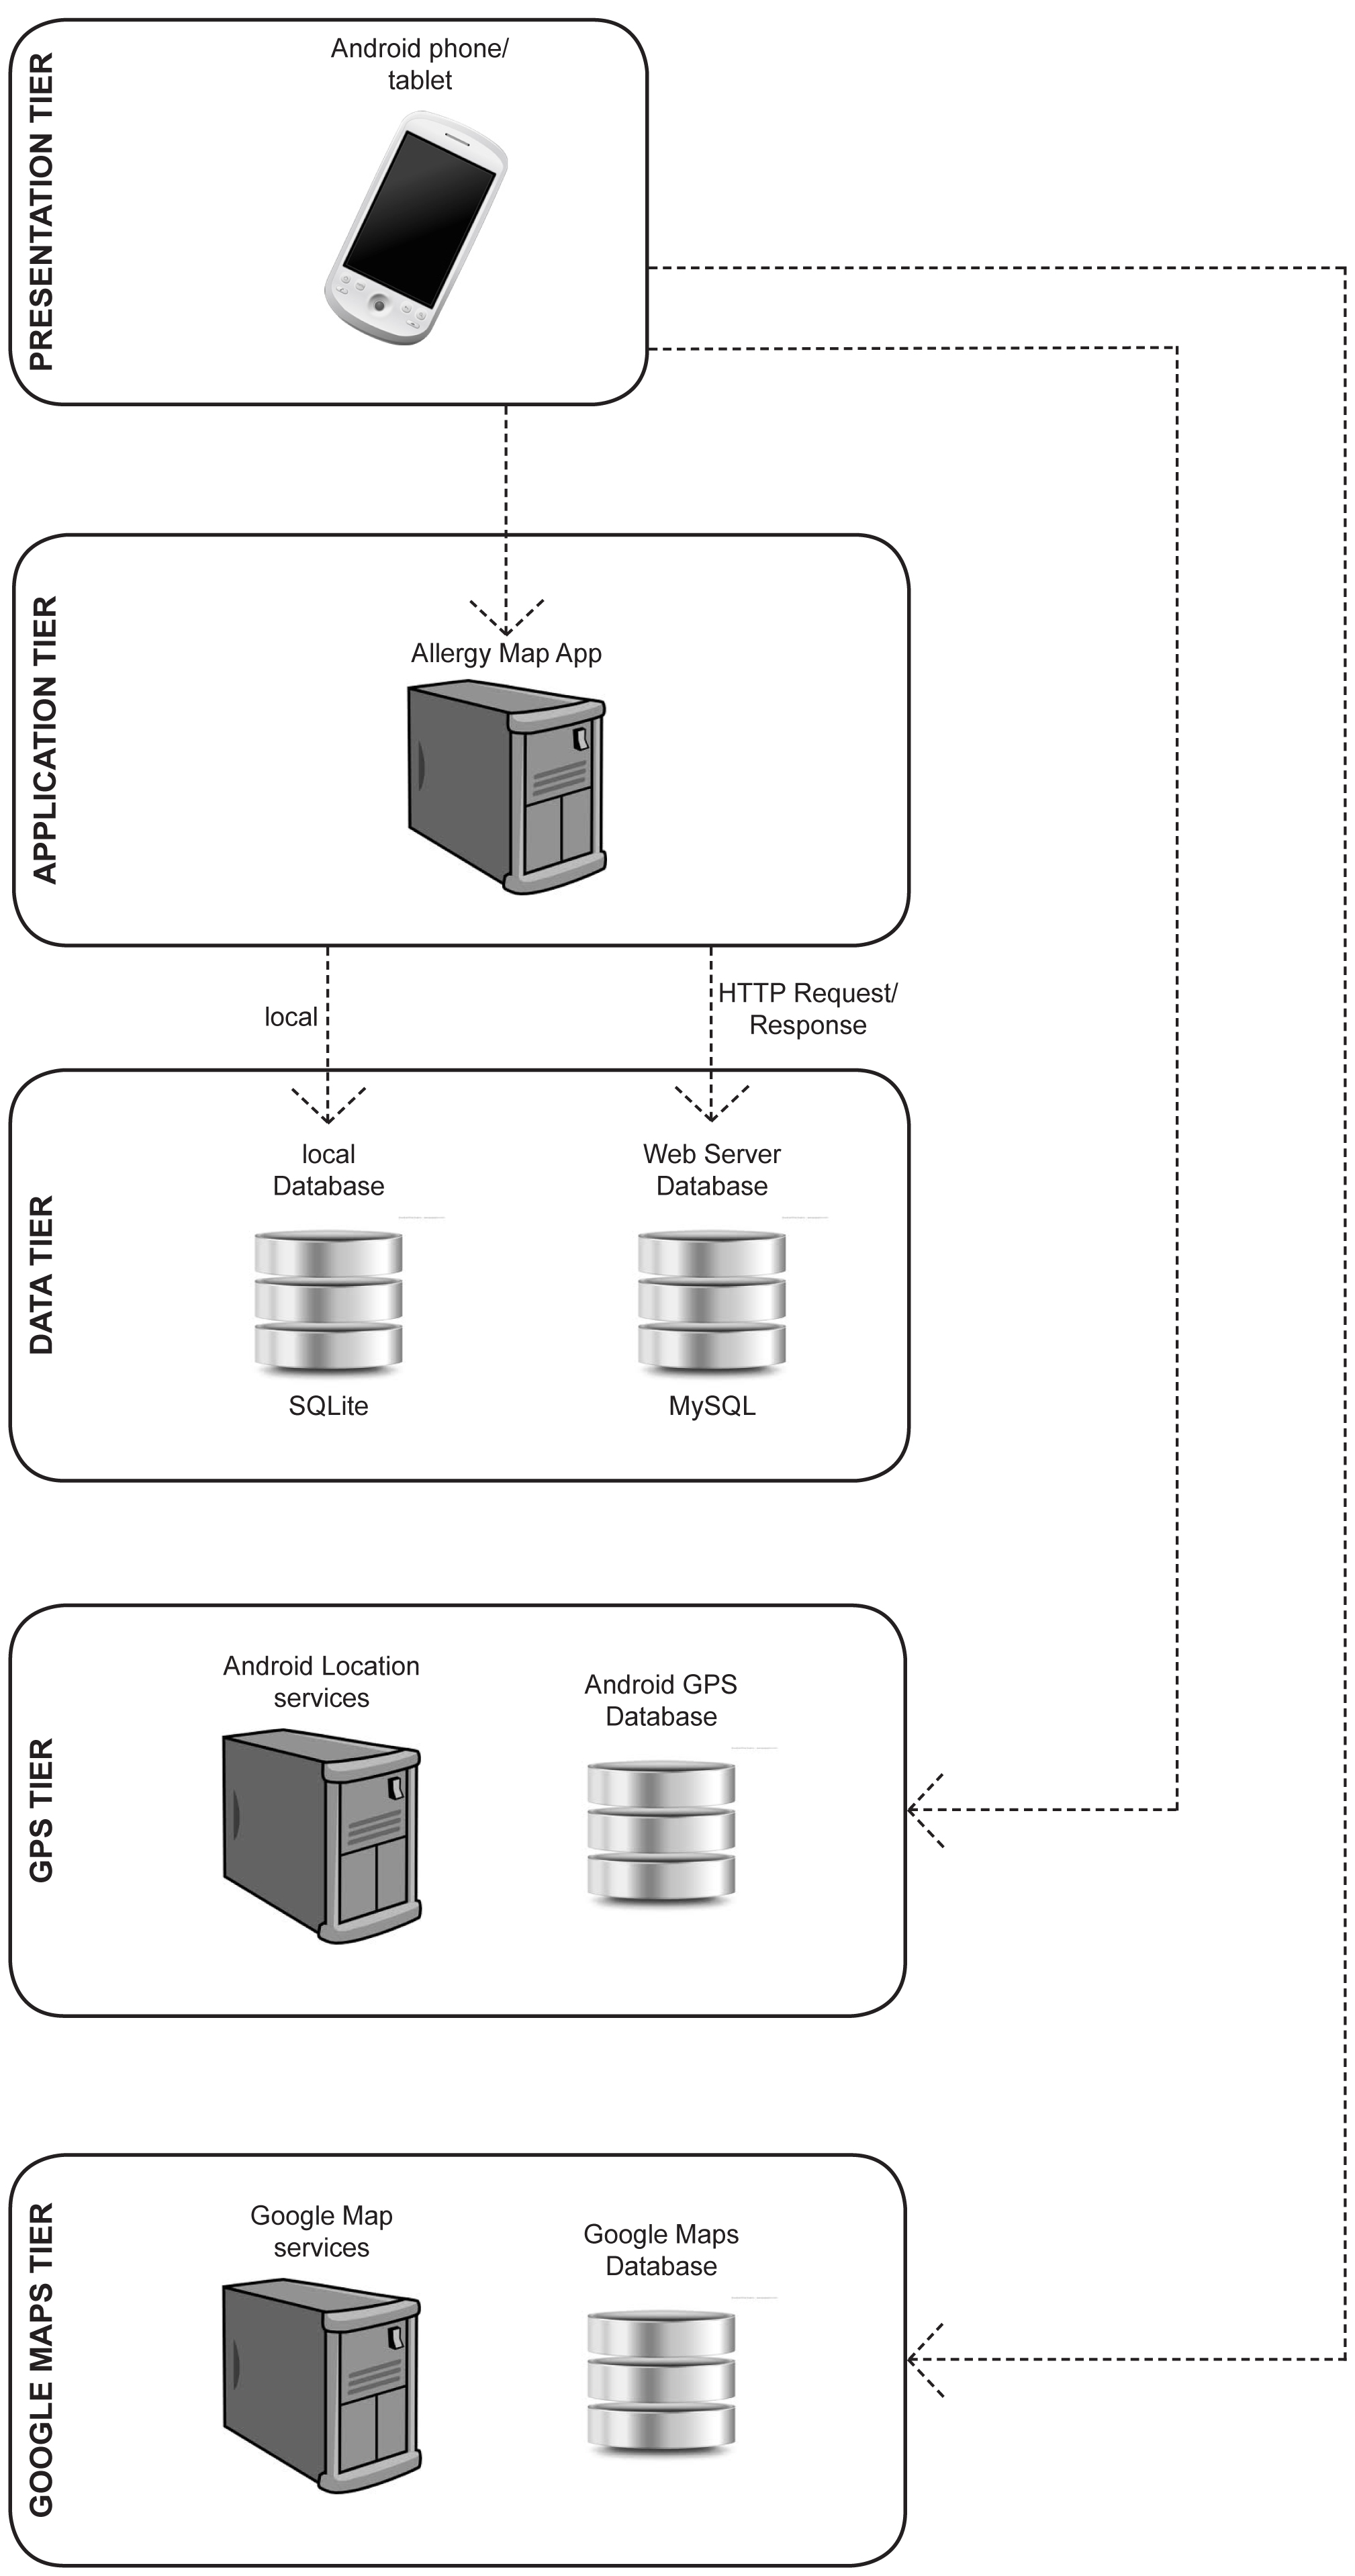 PRESENTATION TIER
Android phone/
tablet
APPLICATION TIER
Allergy Map App
local
HTTP Request/
Response
DATA TIER
local
Database
SQLite
Web Server
Database
MySQL
GPS TIER
Android Location
services
Android GPS
Database
GOOGLE MAPS TIER
Google Map
services
Google Maps
Database